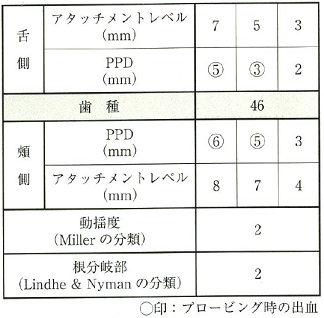 舌側 アタッチメントレベル(mm) 7 5 3
PPD(mm) ⑤ ③ 2
歯種 46
頰側 PPD(mm) ⑥ ⑤ 3
アタッチメントレベル(mm) 8 7 4
動揺度(Millerの分類) 2
根分岐部(Lindhe & Nymanの分類) 2
○印:プロービング時の出血